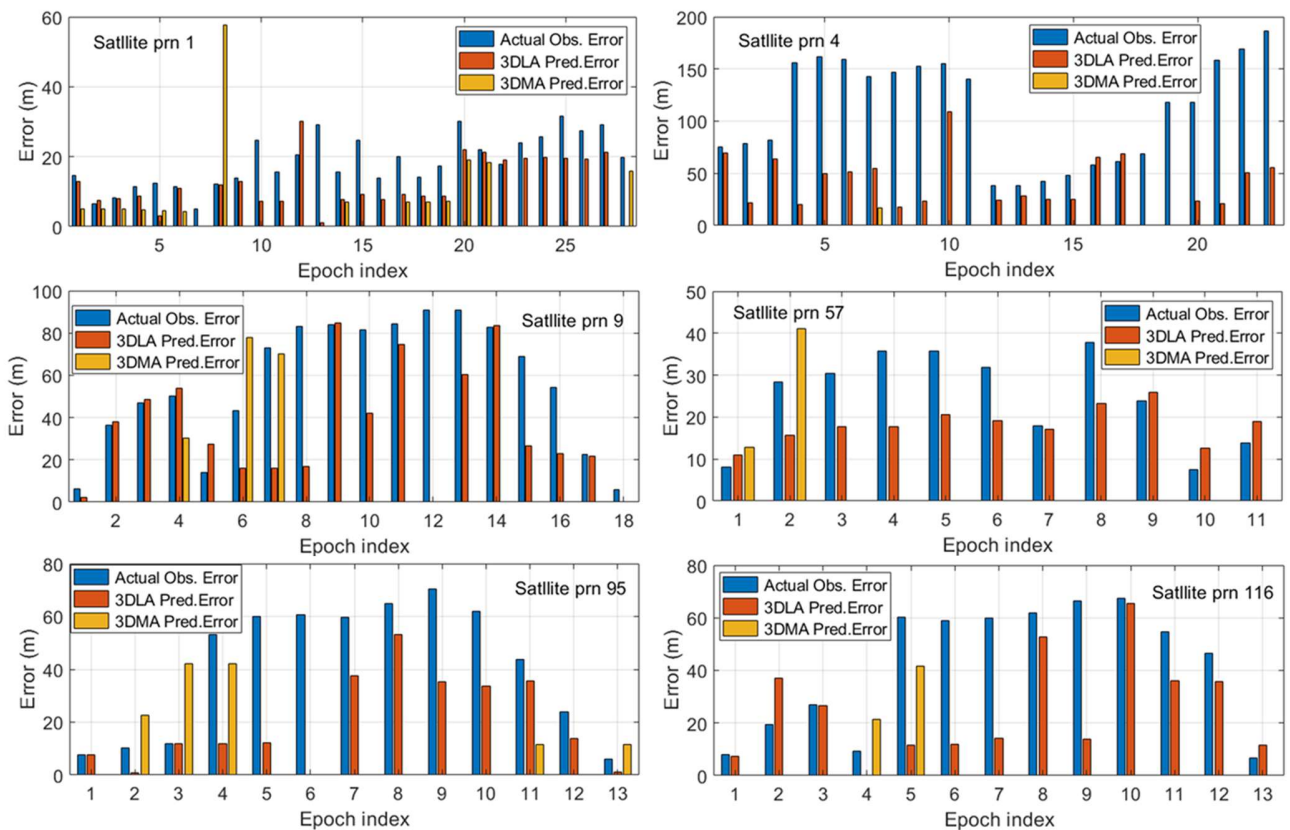 60
40
20
0
Error (m)
Satllite prn 1
Actual Obs. Error
3DLA Pred.Error
3DMA Pred.Error
5 10 15 20 25
Epoch index
200
150
100
50
0
Error (m)
Satllite prn 4
Actual Obs. Error
3DLA Pred.Error
3DMA Pred.Error
5 10 15 20
Epoch index
100
80
60
40
20
0
Error (m)
Actual Obs. Error
3DLA Pred.Error
3DMA Pred.Error
Satllite prn 9
2 4 6 8 10 12 14 16 18
Epoch index
50
40
30
20
10
0
Error (m)
Satllite prn 57
Actual Obs. Error
3DLA Pred.Error
3DMA Pred.Error
1 2 3 4 5 6 7 8 9 10 11
Epoch index
80
60
40
20
0
Error (m)
Actual Obs. Error
3DLA Pred.Error
3DMA Pred.Error
Satllite prn 95
1 2 3 4 5 6 7 8 9 10 11 12 13
Epoch index
80
60
40
20
0
Error (m)
Actual Obs. Error
3DLA Pred.Error
3DMA Pred.Error
Satllite prn 116
1 2 3 4 5 6 7 8 9 10 11 12 13
Epoch index